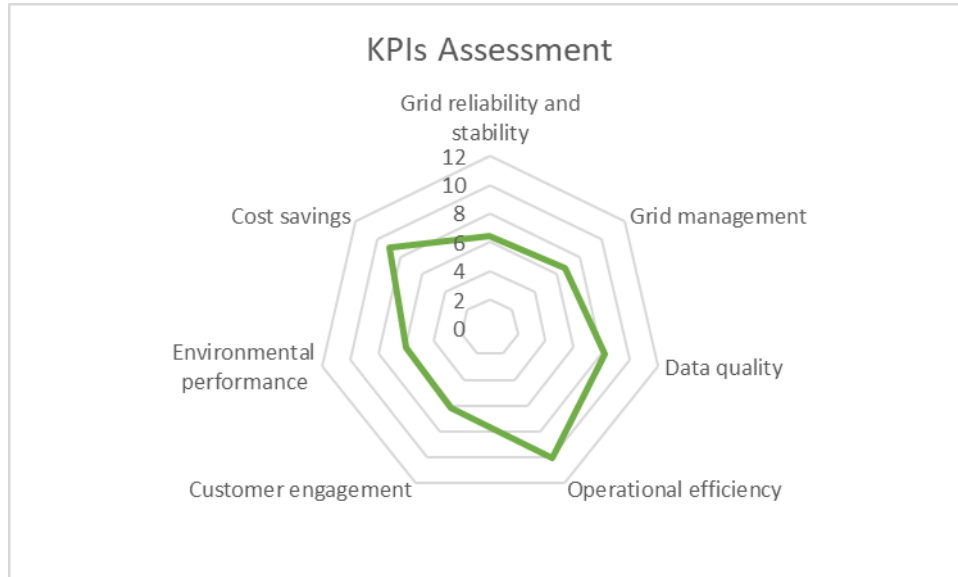 KPIs Assessment
Grid reliability and
stability
12
10
8
6
4
2
0
Cost savings
Grid management
Environmental
performance
Data quality
Customer engagement
Operational efficiency